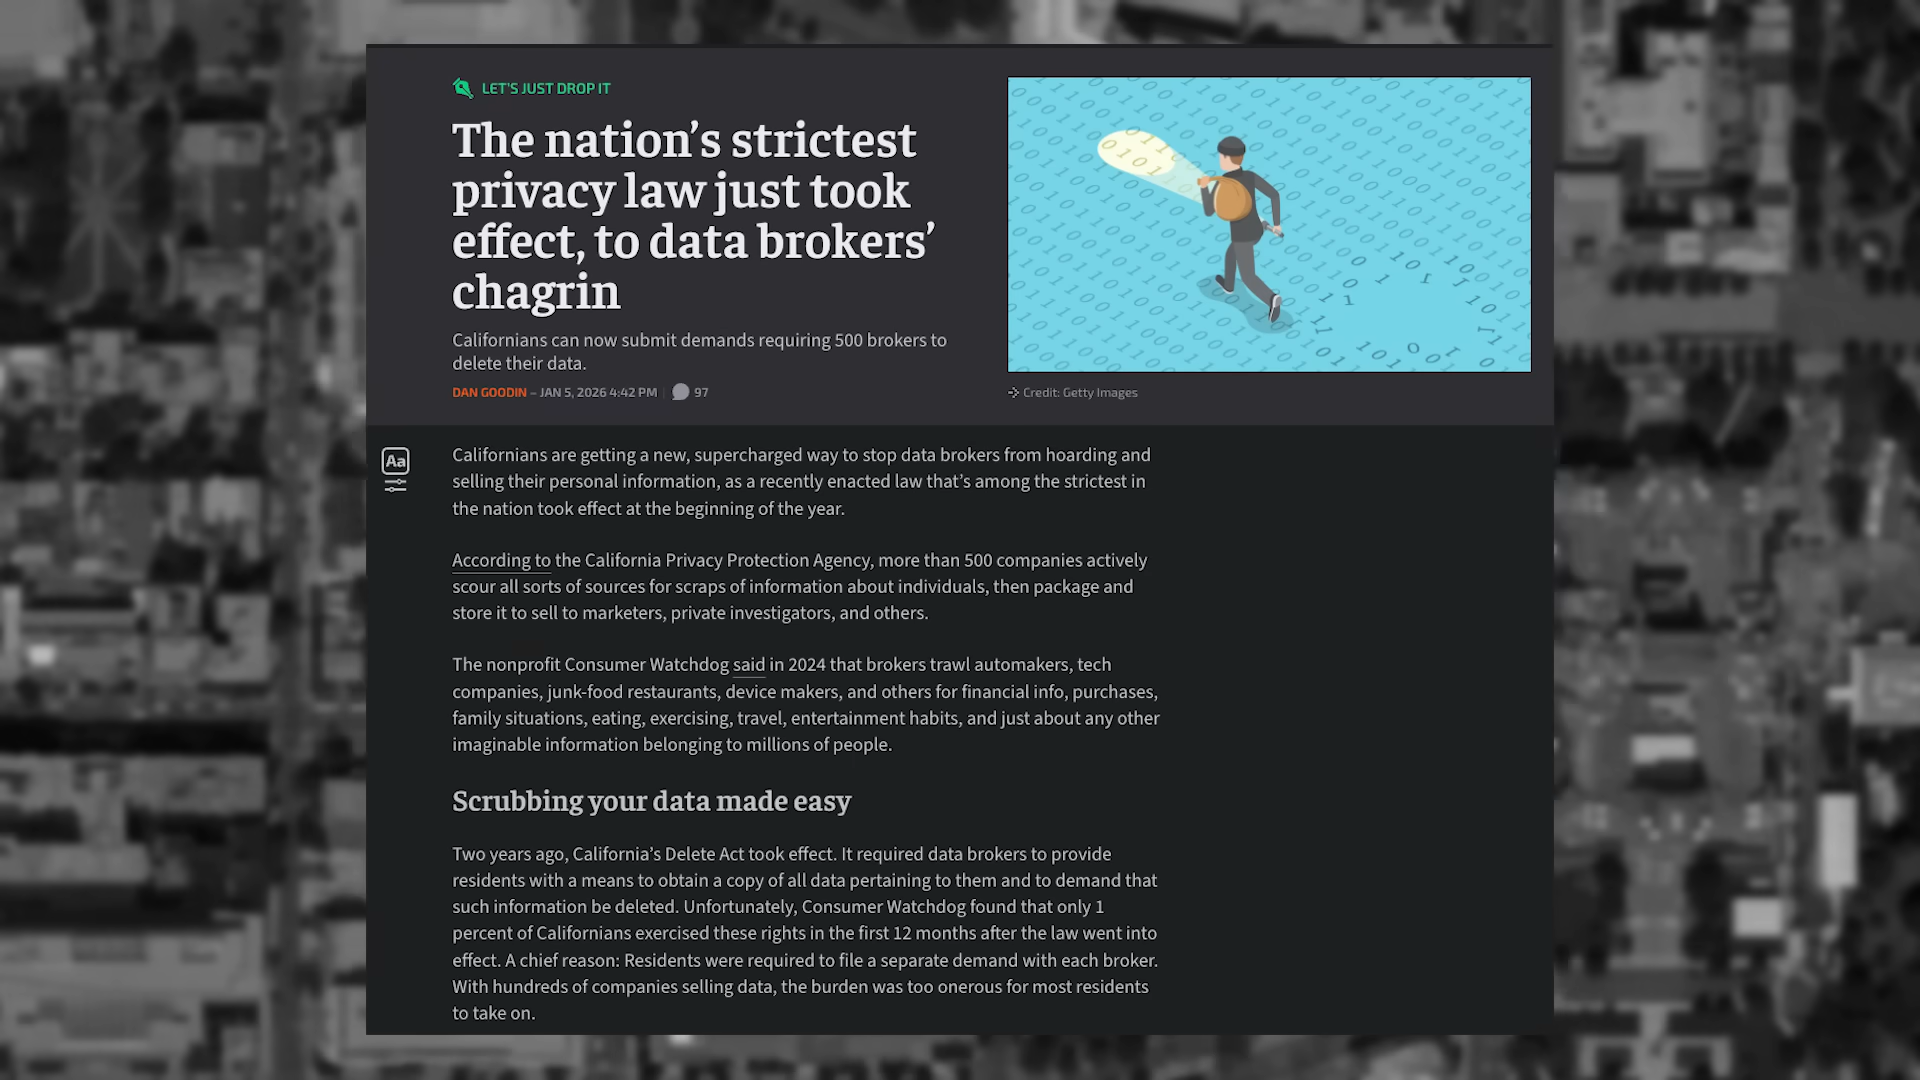 LET'S JUST DROP IT
The nation’s strictest
privacy law just took
effect, to data brokers’
chagrin
Californians can now submit demands requiring 500 brokers to
delete their data.
DAN GOODIN – JAN 5, 2026 4:42 PM | 97
Credit: Getty Images
Aa
Californians are getting a new, supercharged way to stop data brokers from hoarding and
selling their personal information, as a recently enacted law that’s among the strictest in
the nation took effect at the beginning of the year.
According to the California Privacy Protection Agency, more than 500 companies actively
scour all sorts of sources for scraps of information about individuals, then package and
store it to sell to marketers, private investigators, and others.
The nonprofit Consumer Watchdog said in 2024 that brokers trawl automakers, tech
companies, junk-food restaurants, device makers, and others for financial info, purchases,
family situations, eating, exercising, travel, entertainment habits, and just about any other
imaginable information belonging to millions of people.
Scrubbing your data made easy
Two years ago, California’s Delete Act took effect. It required data brokers to provide
residents with a means to obtain a copy of all data pertaining to them and to demand that
such information be deleted. Unfortunately, Consumer Watchdog found that only 1
percent of Californians exercised these rights in the first 12 months after the law went into
effect. A chief reason: Residents were required to file a separate demand with each broker.
With hundreds of companies selling data, the burden was too onerous for most residents
to take on.